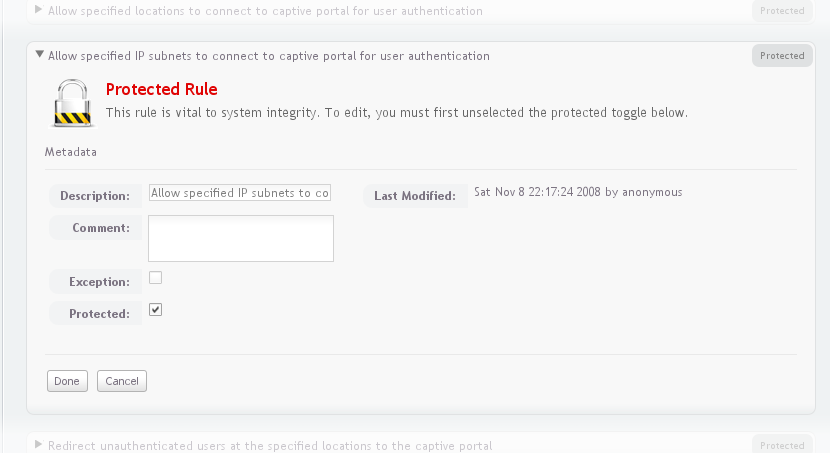 Allow specified locations to connect to captive portal for user authentication Protected
Allow specified IP subnets to connect to captive portal for user authentication Protected
Protected Rule
This rule is vital to system integrity. To edit, you must first unselected the protected toggle below.
Metadata
Description: Allow specified IP subnets to co Last Modified: Sat Nov 8 22:17:24 2008 by anonymous
Comment:
Exception:
Protected:
Done Cancel
Redirect unauthenticated users at the specified locations to the captive portal Protected